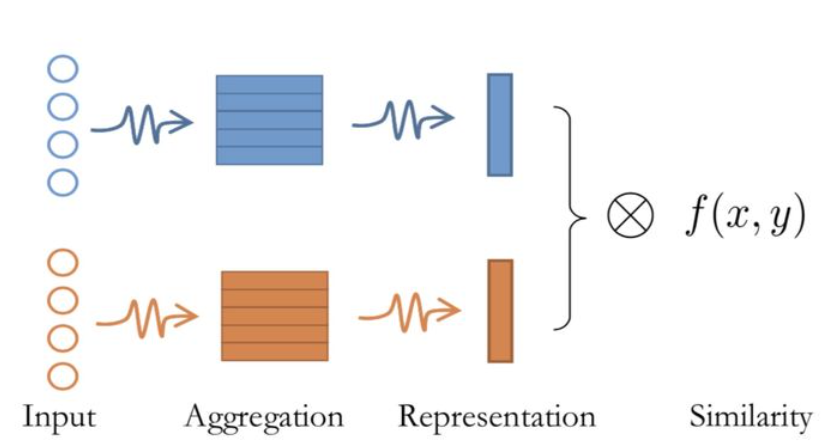 f(x, y)
Input Aggregation Representation Similarity